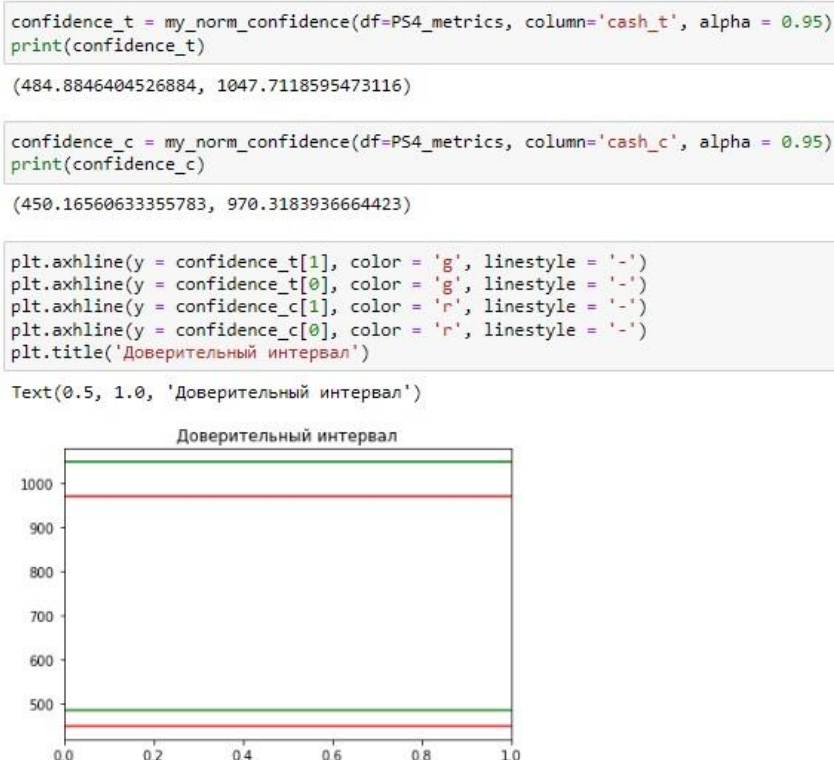 confidence_t = my_norm_confidence(df=PS4_metrics, column='cash_t', alpha = 0.95)
print(confidence_t)
(484.8846404526884, 1047.7118595473116)
confidence_c = my_norm_confidence(df=PS4_metrics, column='cash_c', alpha = 0.95)
print(confidence_c)
(450.16560633355783, 970.3183936664423)
plt.axhline(y = confidence_t[1], color = 'g', linestyle = '-')
plt.axhline(y = confidence_t[0], color = 'g', linestyle = '-')
plt.axhline(y = confidence_c[1], color = 'r', linestyle = '-')
plt.axhline(y = confidence_c[0], color = 'r', linestyle = '-')
plt.title('Доверительный интервал')
Text(0.5, 1.0, 'Доверительный интервал')
Доверительный интервал
1000
900
800
700
600
500
0.0 0.2 0.4 0.6 0.8 1.0